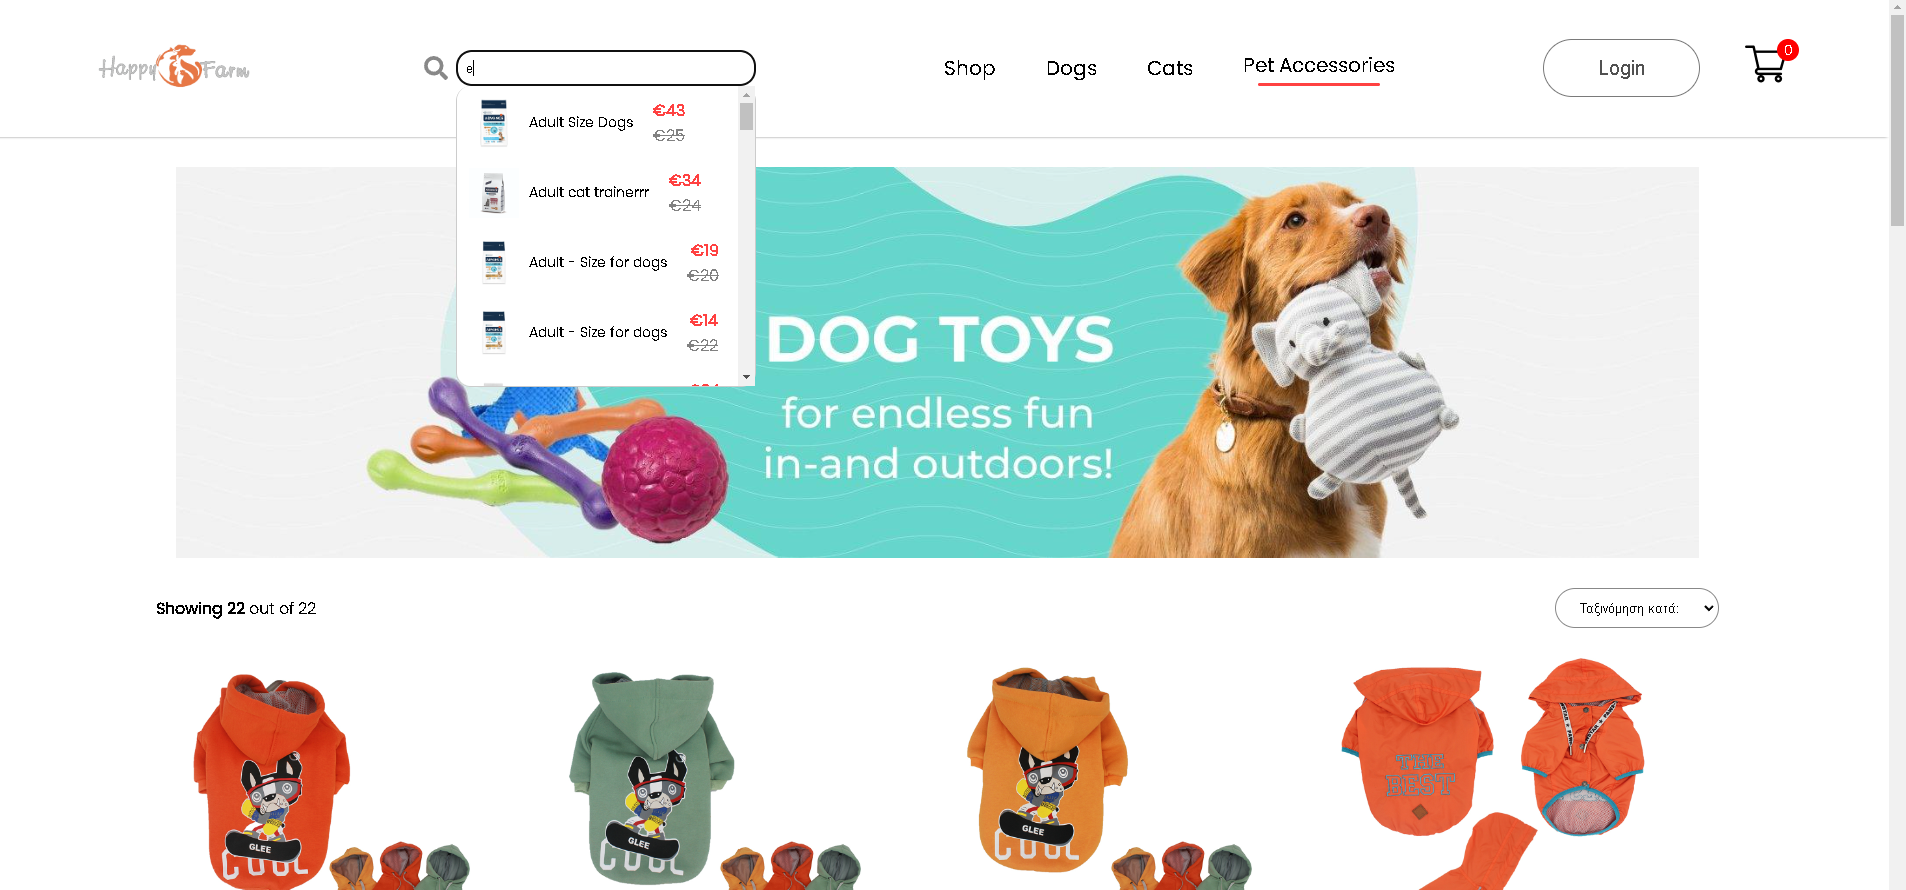 Happy Farm
e
Shop
Dogs
Cats
Pet Accessories
Login
0
Adult Size Dogs
€43
€25
Adult cat trainerrr
€34
€24
Adult - Size for dogs
€19
€20
Adult - Size for dogs
€14
€22
DOG TOYS
for endless fun
in-and outdoors!
Showing 22 out of 22
Ταξινόμηση κατά:
GLEE
COOL
GLEE
COOL
GLEE
COOL
THE
BEST